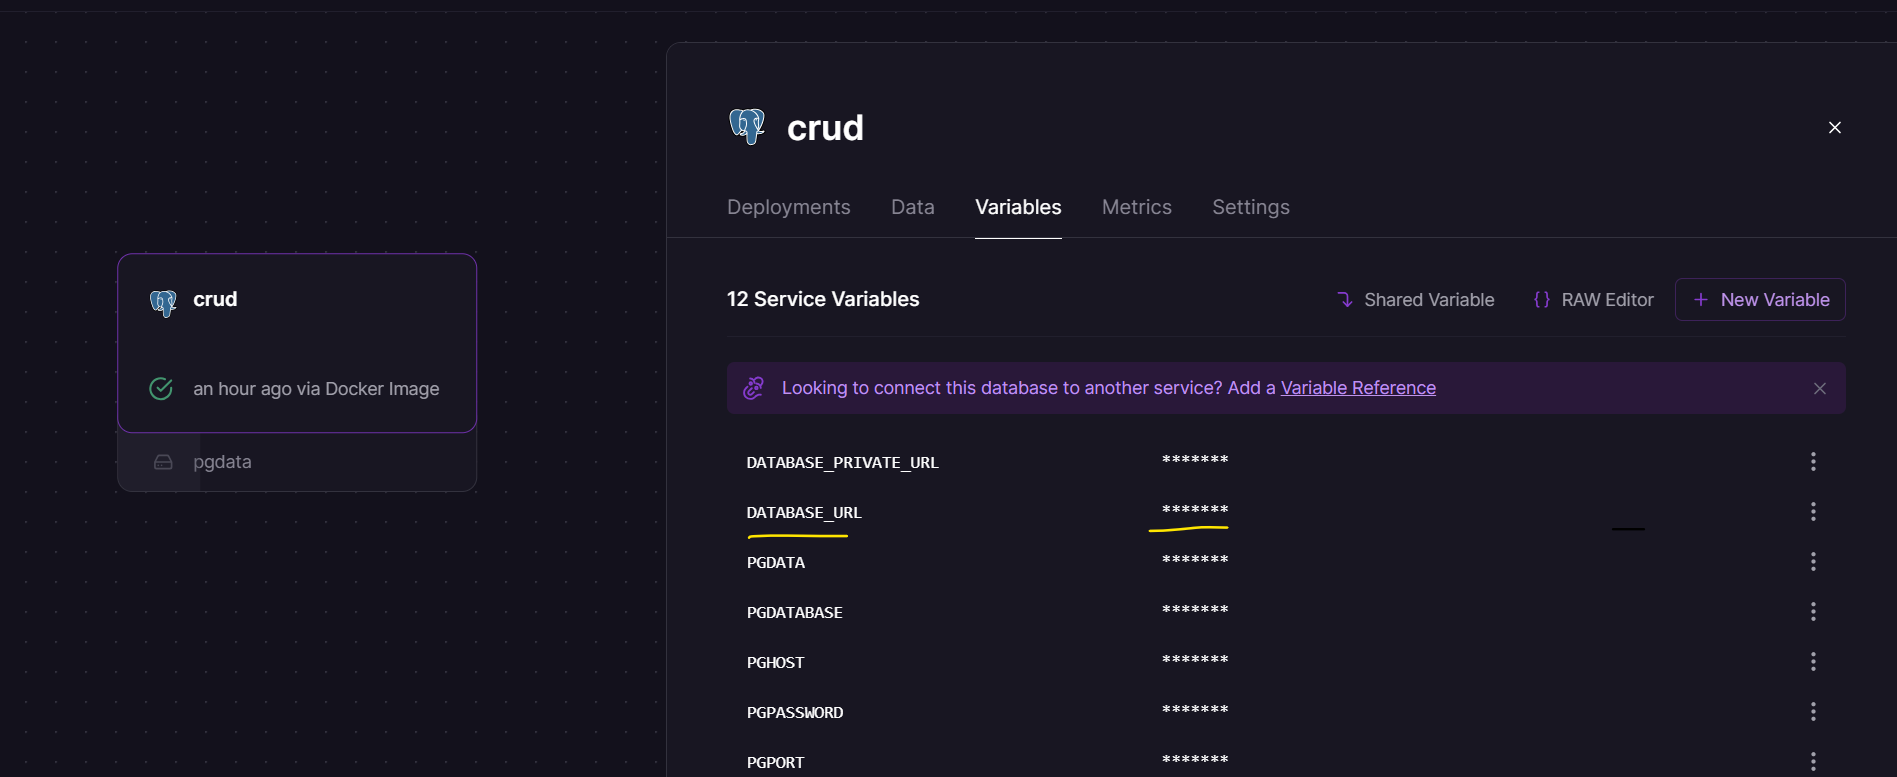 crud
Deployments Data Variables Metrics Settings
crud
12 Service Variables Shared Variable {} RAW Editor + New Variable
an hour ago via Docker Image
Looking to connect this database to another service? Add a Variable Reference
pgdata
DATABASE_PRIVATE_URL *******
DATABASE_URL *******
PGDATA *******
PGDATABASE *******
PGHOST *******
PGPASSWORD *******
PGPORT *******